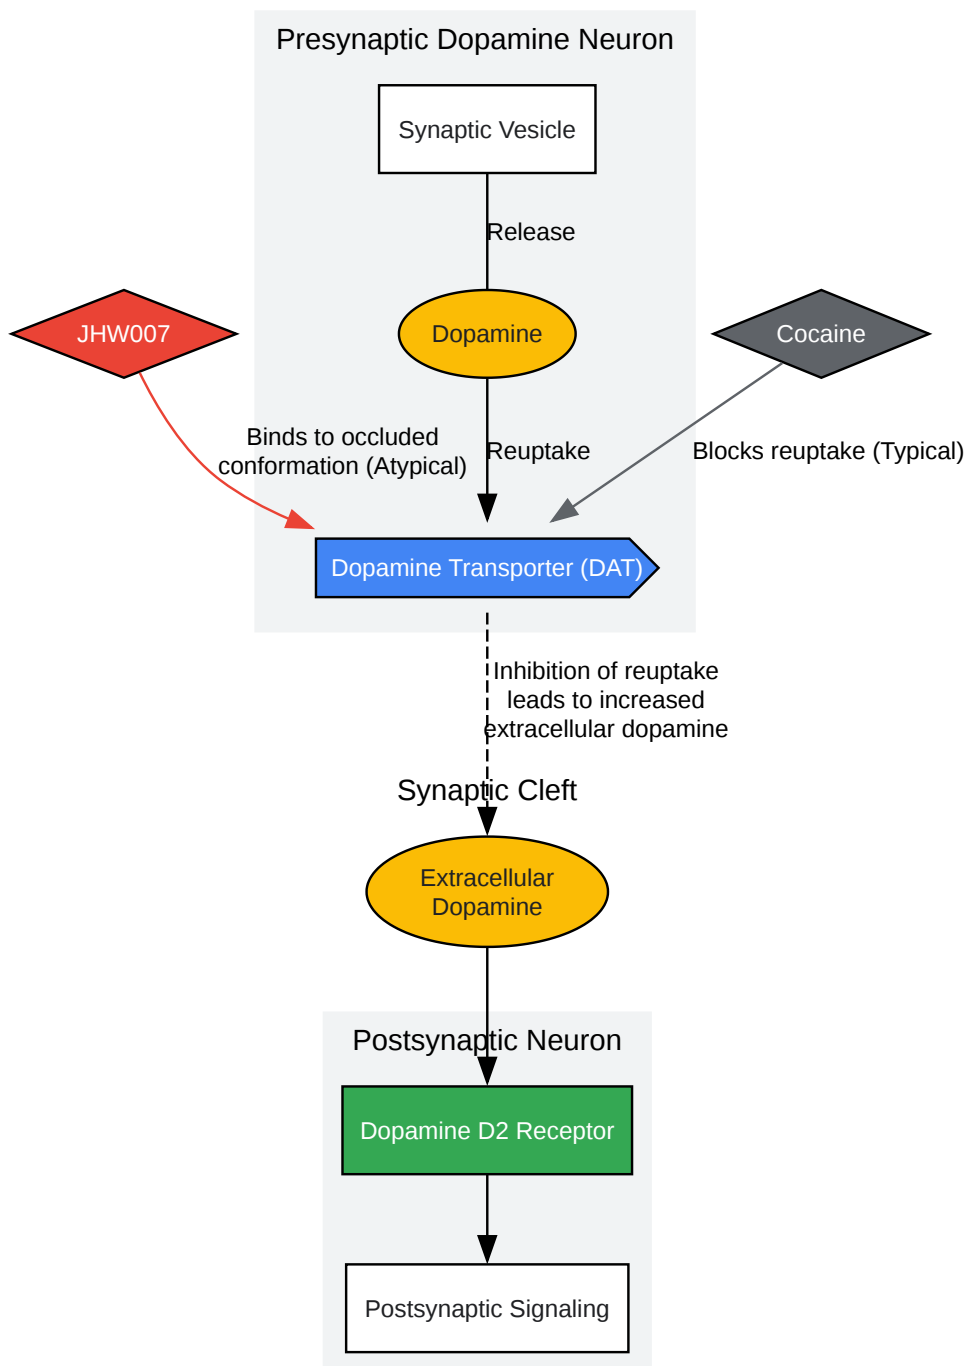 Presynaptic Dopamine Neuron
Synaptic Vesicle
Release
JHW007
Dopamine
Cocaine
Binds to occluded
conformation (Atypical)
Reuptake
Blocks reuptake (Typical)
Dopamine Transporter (DAT)
Inhibition of reuptake
leads to increased
extracellular dopamine
Synaptic Cleft
Extracellular
Dopamine
Postsynaptic Neuron
Dopamine D2 Receptor
Postsynaptic Signaling